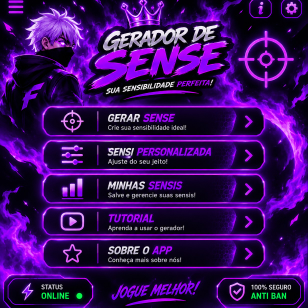 GERADOR DE
SENSE
SUA SENSIBILIDADE PERFEITA!
GERAR SENSE
Crie sua sensibilidade ideal!
SENSI PERSONALIZADA
Ajuste do seu jeito!
MINHAS SENSIS
Salve e gerencie suas sensis!
TUTORIAL
Aprenda a usar o gerador!
SOBRE O APP
Conheça mais sobre nós!
STATUS
ONLINE
JOGUE MELHOR!
100% SEGURO
ANTI BAN